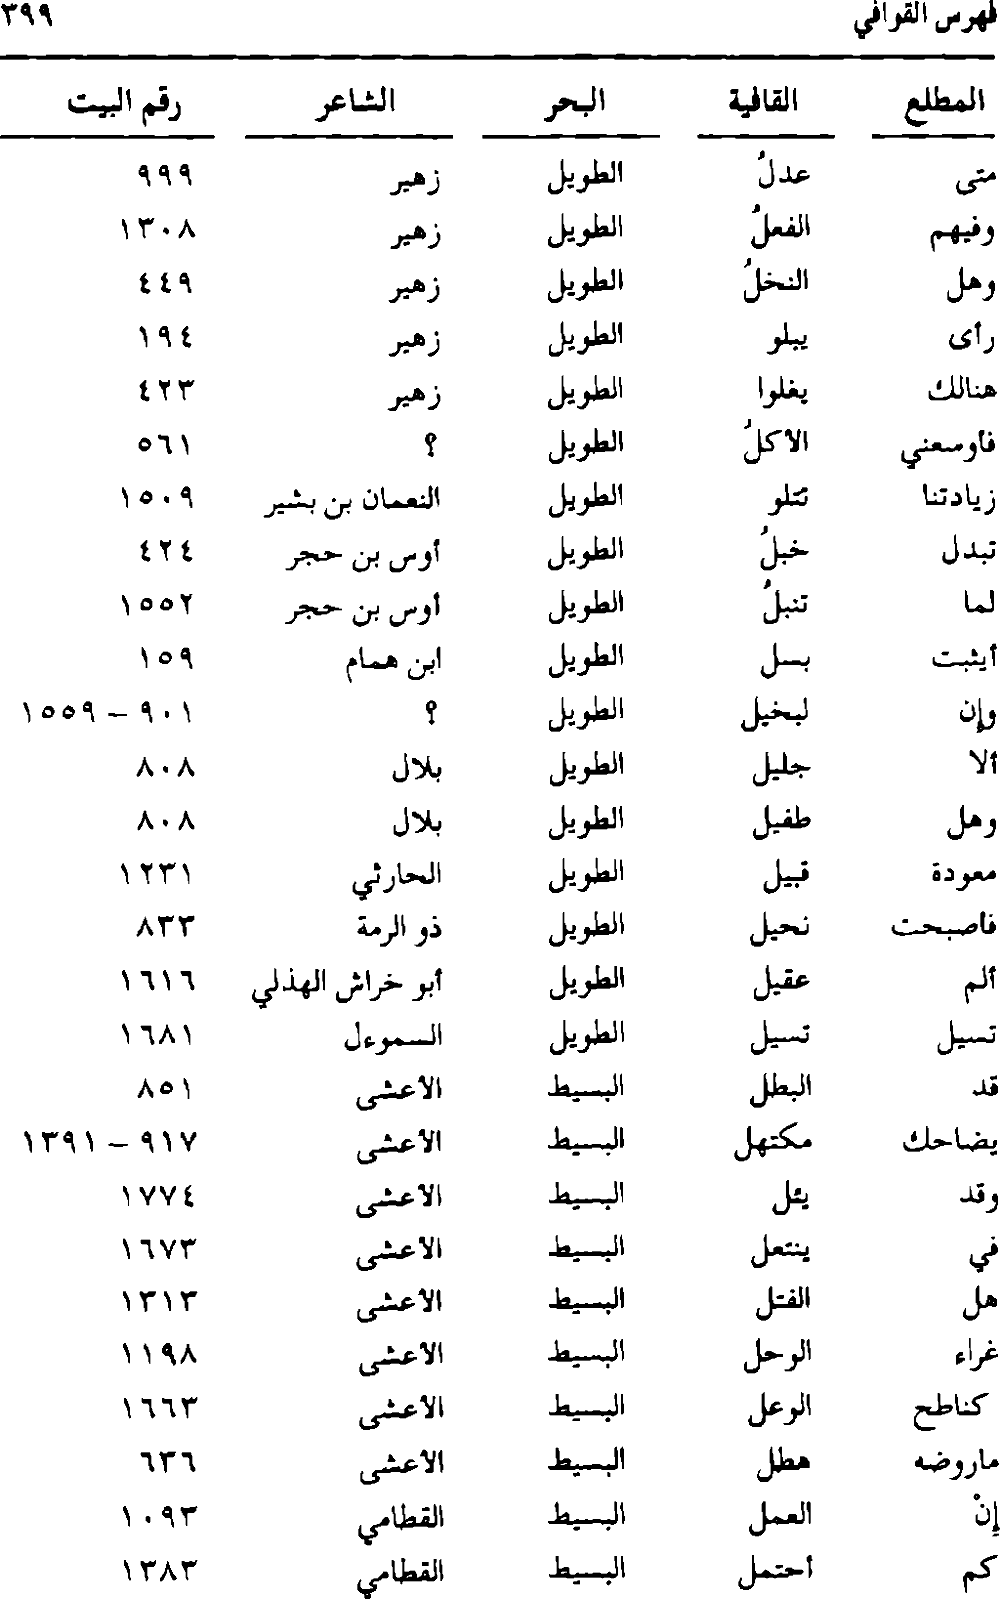 فهرس القوافي ٣٩٩
المطلع القافية البحر الشاعر رقم البيت
متى عدلُ الطويل زهير ٩٩٩
وفيهم الفعلُ الطويل زهير ١٣٠٨
وهل النخلُ الطويل زهير ٤٤٩
رأى يبلو الطويل زهير ١٩٤
هنالك يغلوا الطويل زهير ٤٢٣
فأوسعني الأكلُ الطويل ؟ ٥٦١
زيادتنا تتلو الطويل النعمان بن بشير ١٥٠٩
تبدل خبلُ الطويل أوس بن حجر ٤٢٤
لما تنبلُ الطويل أوس بن حجر ١٥٥٢
أيثبت بسل الطويل ابن همام ١٥٩
وإن لبخيل الطويل ؟ ٩٠١ – ١٥٥٩
ألا جليل الطويل بلال ٨٠٨
وهل طفيل الطويل بلال ٨٠٨
معودة قبيل الطويل الحارثي ١٢٣١
فأصبحت نحيل الطويل ذو الرمة ٨٣٣
ألم عقيل الطويل أبو خراش الهذلي ١٦١٦
تسيل تسيل الطويل السموءل ١٦٨١
قد البطل البسيط الأعشى ٨٥١
يضاحك مكتهل البسيط الأعشى ٩١٧ – ١٣٩١
وقد يئل البسيط الأعشى ١٧٧٤
في ينتعل البسيط الأعشى ١٦٧٣
هل الفتل البسيط الأعشى ١٣١٣
غراء الوحل البسيط الأعشى ١١٩٨
كناطح الوعل البسيط الأعشى ١٦٦٣
ماروضه هطل البسيط الأعشى ٦٣٦
إنْ العمل البسيط القطامي ١٠٩٣
كم أحتمل البسيط القطامي ١٣٨٣